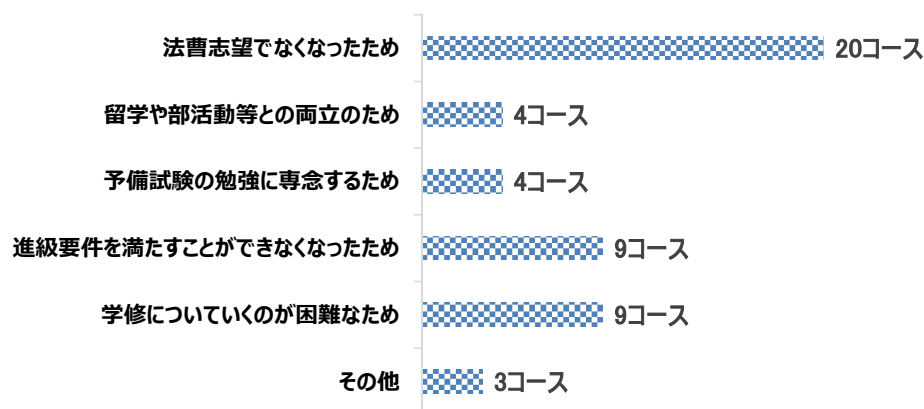 法曹志望でなくなったため 20コース
留学や部活動等との両立のため 4コース
予備試験の勉強に専念するため 4コース
進級要件を満たすことができなくなったため 9コース
学修についていくのが困難なため 9コース
その他 3コース